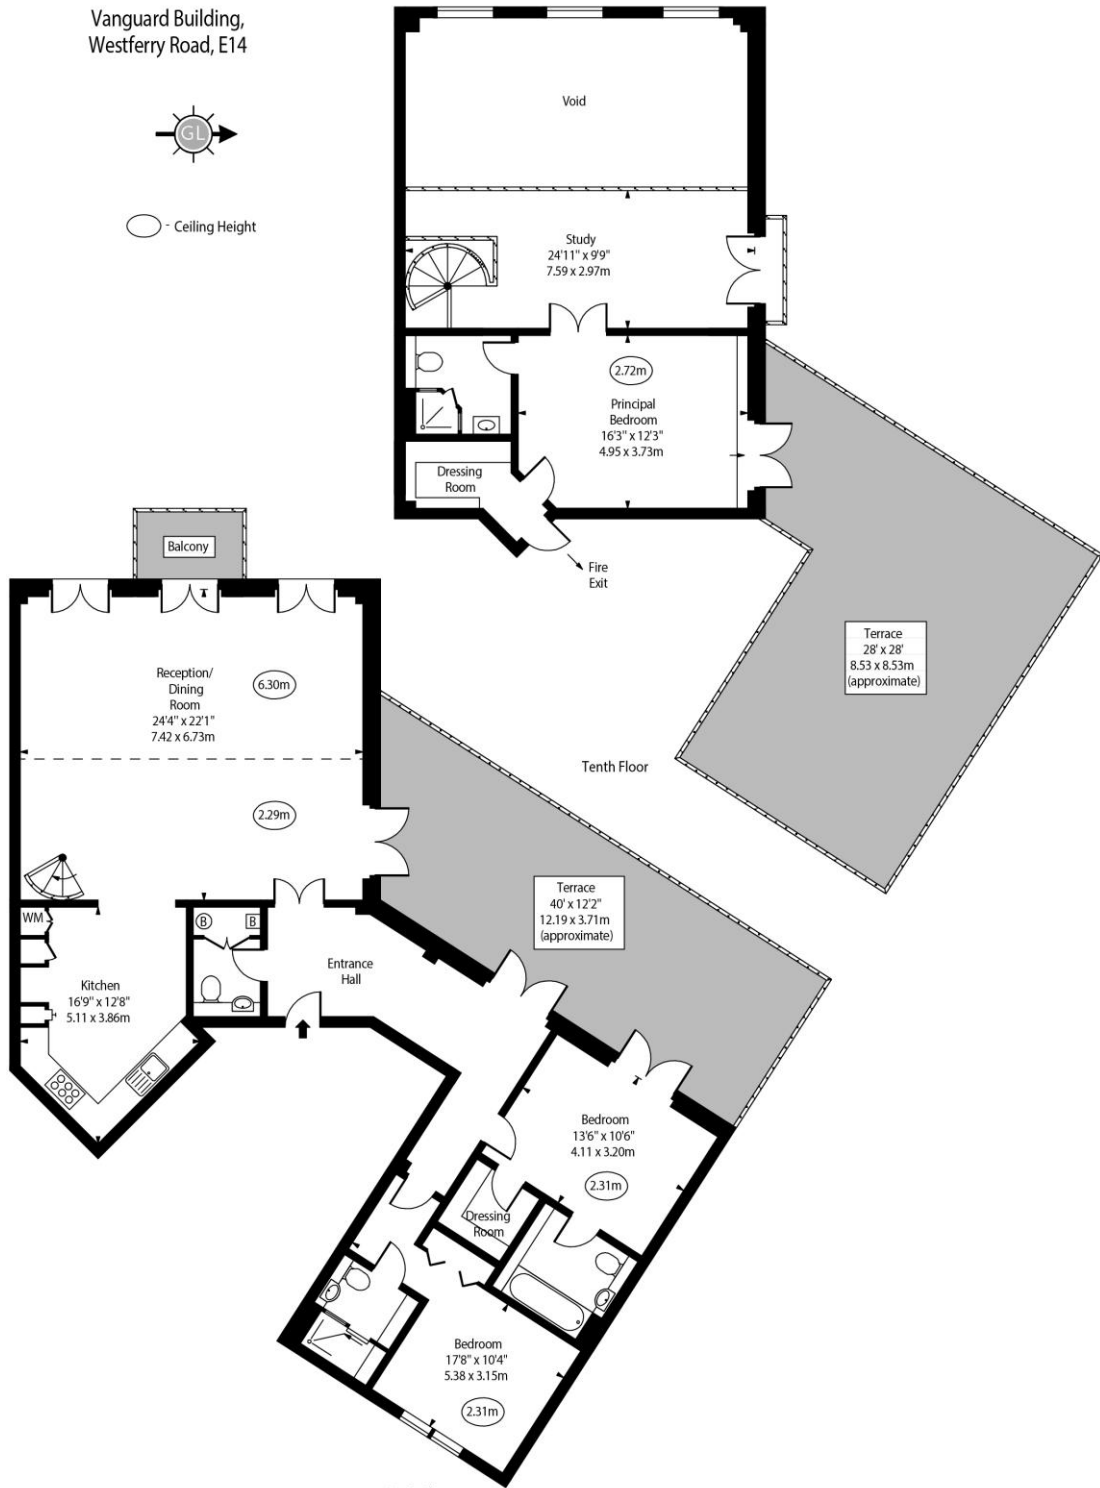 Vanguard Building,
Westferry Road, E14
GL
- Ceiling Height
Void
Study
24'11" x 9'9"
7.59 x 2.97m
2.72m
Principal
Bedroom
16'3" x 12'3"
4.95 x 3.73m
Dressing
Room
Fire
Exit
Terrace
28' x 28'
8.53 x 8.53m
(approximate)
Tenth Floor
Balcony
Reception/
Dining
Room
24'4" x 22'1"
7.42 x 6.73m
6.30m
2.29m
Terrace
40' x 12'2"
12.19 x 3.71m
(approximate)
WM
B
B
Entrance
Hall
Kitchen
16'9" x 12'8"
5.11 x 3.86m
Bedroom
13'6" x 10'6"
4.11 x 3.20m
2.31m
Dressing
Room
Bedroom
17'8" x 10'4"
5.38 x 3.15m
2.31m